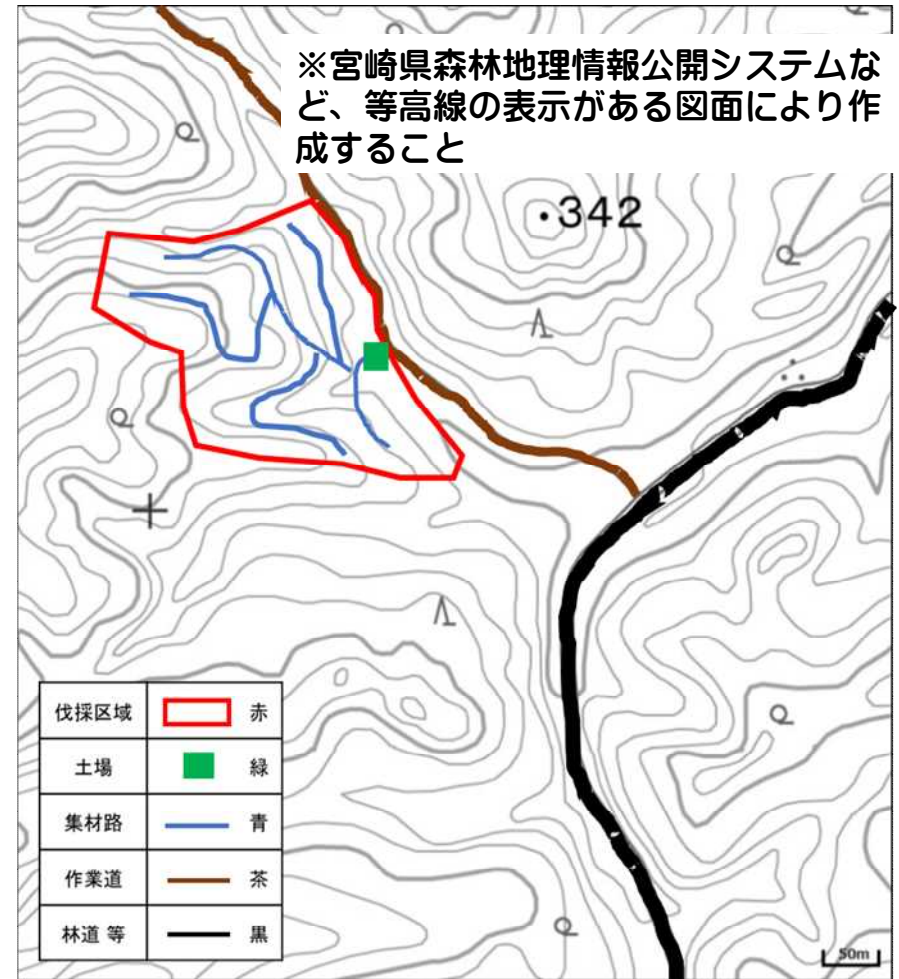 ※宮崎県森林地理情報公開システムな
ど、等高線の表示がある図面により作
成すること
・342
伐採区域 赤
土場 緑
集材路 青
作業道 茶
林道 等 黒
50m